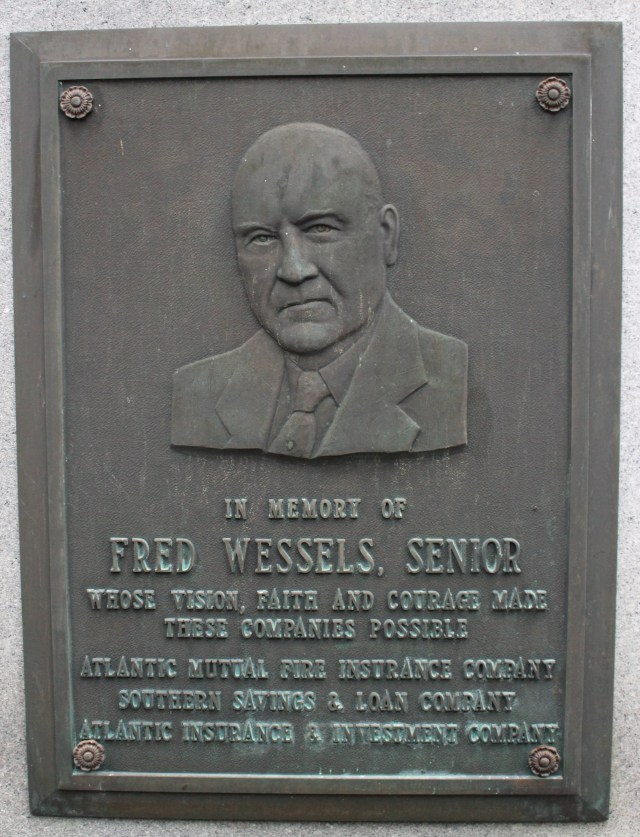 IN MEMORY OF
FRED WESSELS, SENIOR
WHOSE VISION, FAITH AND COURAGE MADE
THESE COMPANIES POSSIBLE
ATLANTIC MUTUAL FIRE INSURANCE COMPANY
SOUTHERN SAVINGS & LOAN COMPANY
ATLANTIC INSURANCE & INVESTMENT COMPANY